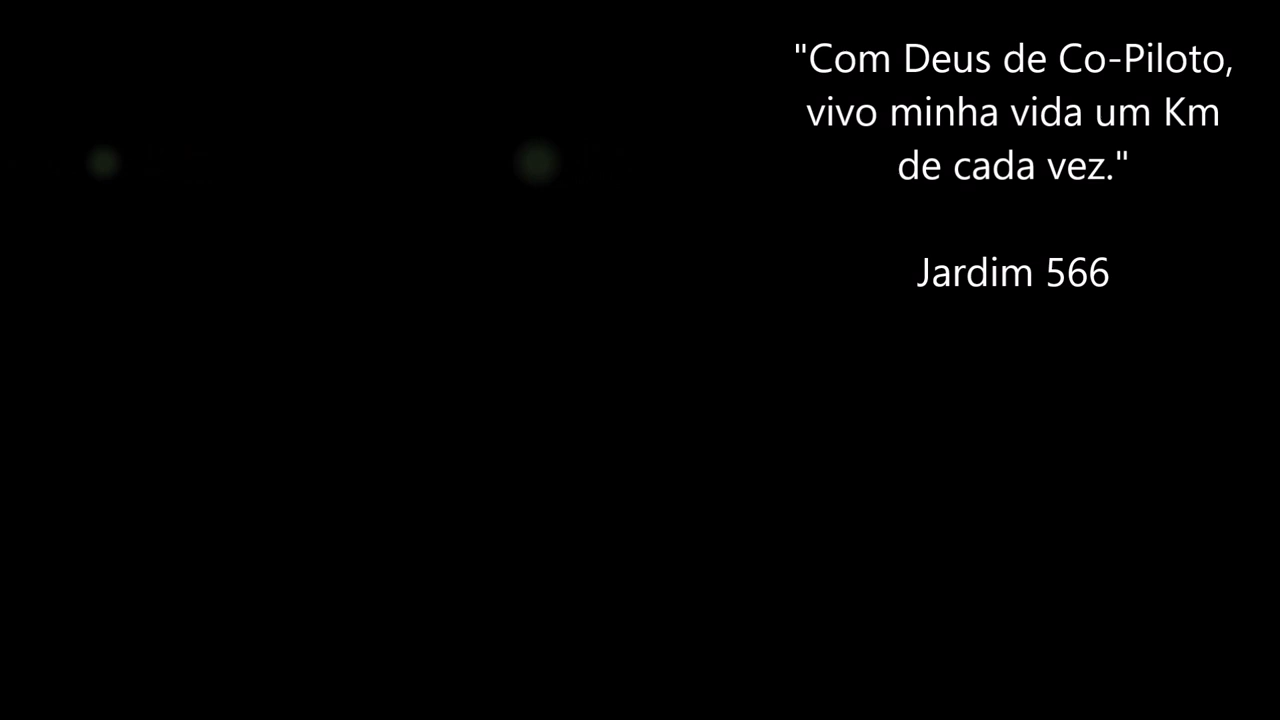 "Com Deus de Co-Piloto,
vivo minha vida um Km
de cada vez."
Jardim 566